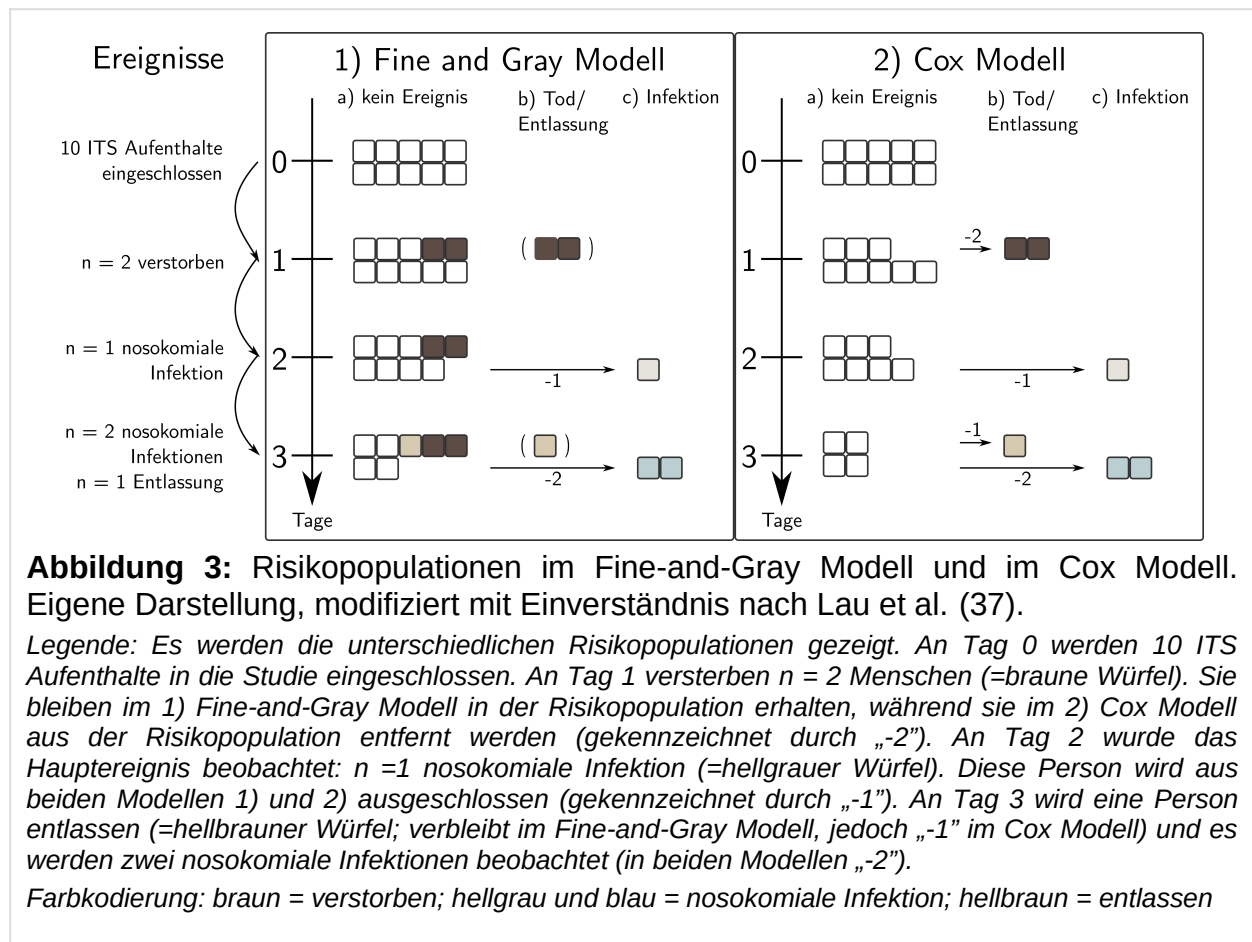 Ereignisse
1) Fine and Gray Modell
2) Cox Modell
a) kein Ereignis
b) Tod/
Entlassung
c) Infektion
a) kein Ereignis
b) Tod/
Entlassung
c) Infektion
10 ITS Aufenthalte
eingeschlossen
0
0
n = 2 verstorben
1
( )
1
-2
n = 1 nosokomiale
Infektion
2
-1
2
-1
n = 2 nosokomiale
Infektionen
n = 1 Entlassung
3
( )
-2
3
-1
-2
Tage
Tage
Abbildung 3: Risikopopulationen im Fine-and-Gray Modell und im Cox Modell.
Eigene Darstellung, modifiziert mit Einverständnis nach Lau et al. (37).
Legende: Es werden die unterschiedlichen Risikopopulationen gezeigt. An Tag 0 werden 10 ITS
Aufenthalte in die Studie eingeschlossen. An Tag 1 versterben n = 2 Menschen (=braune Würfel). Sie
bleiben im 1) Fine-and-Gray Modell in der Risikopopulation erhalten, während sie im 2) Cox Modell
aus der Risikopopulation entfernt werden (gekennzeichnet durch „-2”). An Tag 2 wurde das
Hauptereignis beobachtet: n =1 nosokomiale Infektion (=hellgrauer Würfel). Diese Person wird aus
beiden Modellen 1) und 2) ausgeschlossen (gekennzeichnet durch „-1”). An Tag 3 wird eine Person
entlassen (=hellbrauner Würfel; verbleibt im Fine-and-Gray Modell, jedoch „-1” im Cox Modell) und es
werden zwei nosokomiale Infektionen beobachtet (in beiden Modellen „-2”).
Farbkodierung: braun = verstorben; hellgrau und blau = nosokomiale Infektion; hellbraun = entlassen